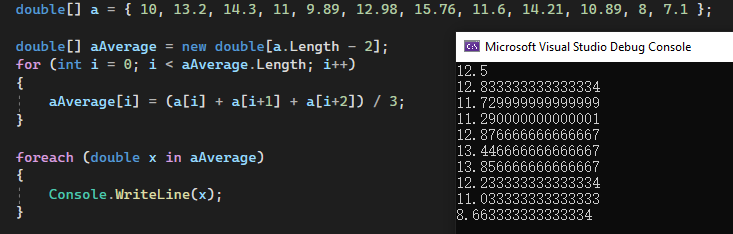 double[] a = { 10, 13.2, 14.3, 11, 9.89, 12.98, 15.76, 11.6, 14.21, 10.89, 8, 7.1 };
double[] aAverage = new double[a.Length - 2];
for (int i = 0; i < aAverage.Length; i++)
{
aAverage[i] = (a[i] + a[i+1] + a[i+2]) / 3;
}
foreach (double x in aAverage)
{
Console.WriteLine(x);
}
Microsoft Visual Studio Debug Console
12.5
12.833333333333334
11.729999999999999
11.290000000000001
12.876666666666667
13.446666666666667
13.856666666666667
12.233333333333334
11.033333333333333
8.663333333333334